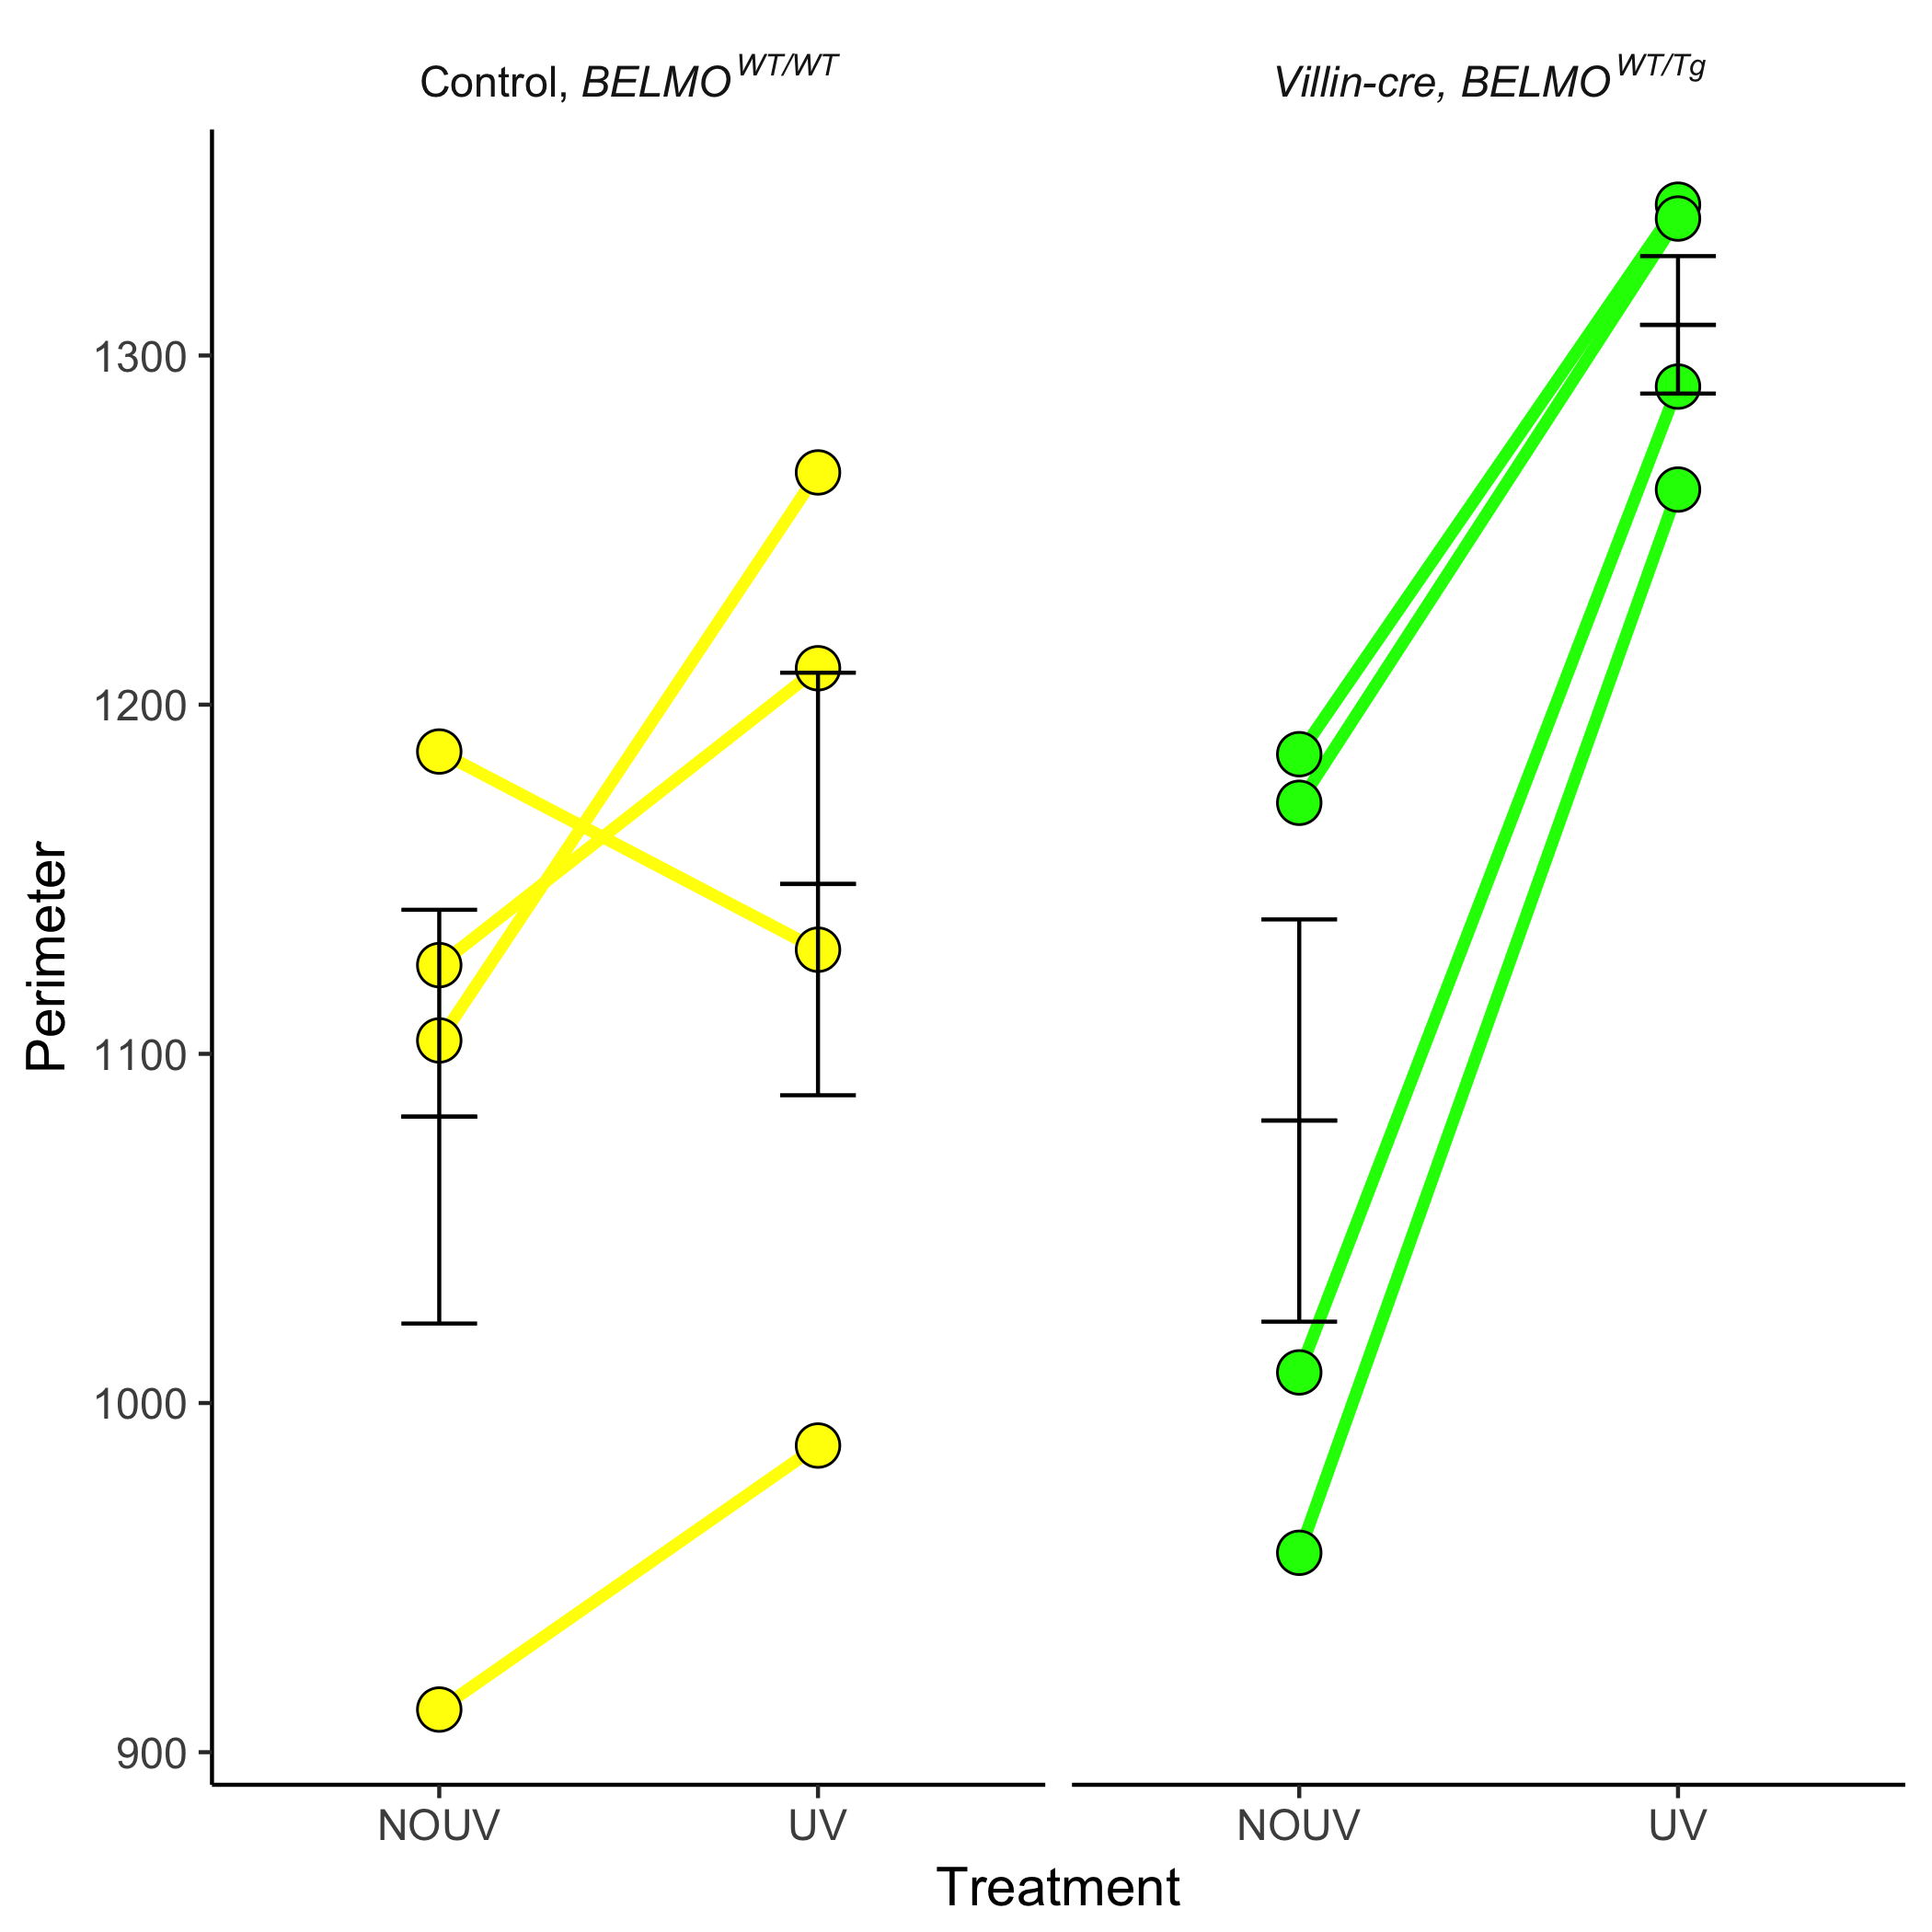 Control, BELMO^WT/WT
Villin-cre, BELMO^WT/Tg
Perimeter
1300
1200
1100
1000
900
NOUV
UV
NOUV
UV
Treatment